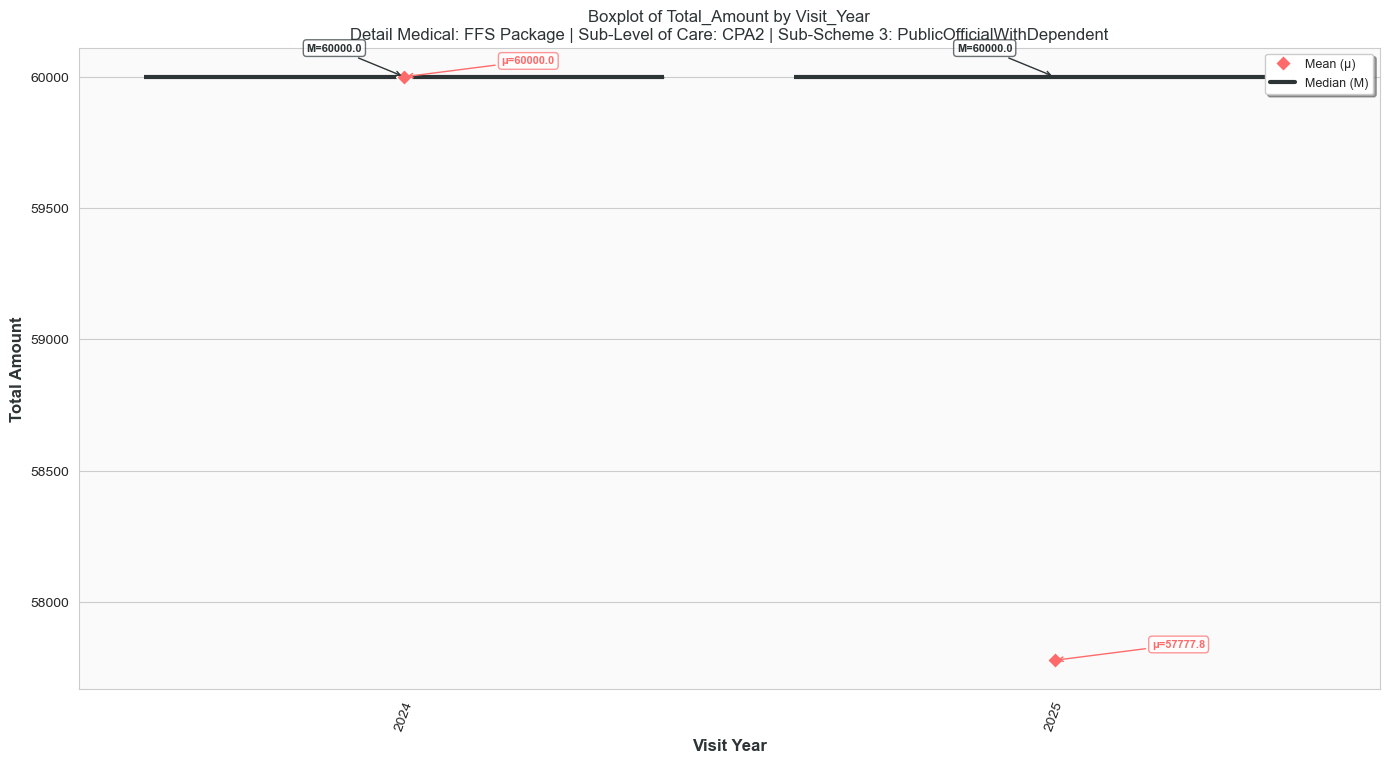 Boxplot of Total_Amount by Visit_Year
Detail Medical: FFS Package | Sub-Level of Care: CPA2 | Sub-Scheme 3: PublicOfficialWithDependent
M=60000.0
μ=60000.0
M=60000.0
Mean (μ)
Median (M)
60000
59500
59000
58500
58000
Total Amount
μ=57777.8
2024
2025
Visit Year